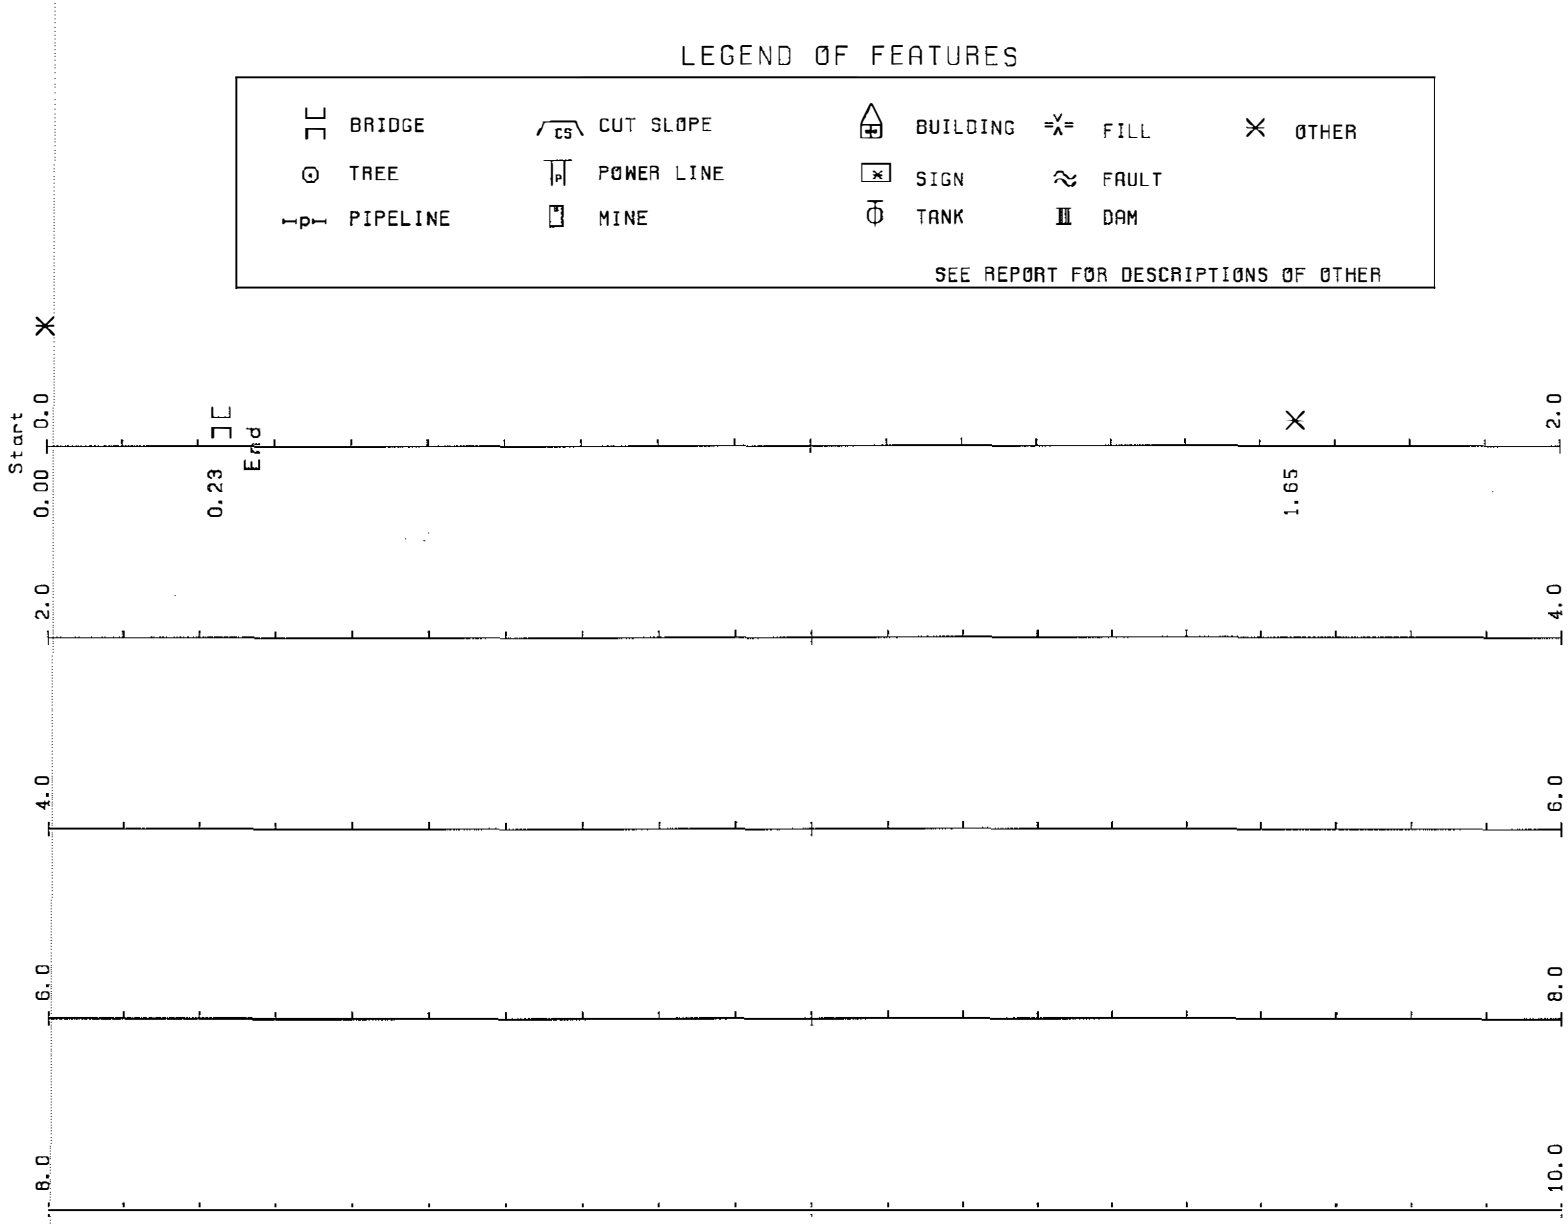 LEGEND OF FEATURES
BRIDGE
CS CUT SLOPE
BUILDING
FILL
OTHER
TREE
P POWER LINE
SIGN
FAULT
p PIPELINE
MINE
TANK
DAM
SEE REPORT FOR DESCRIPTIONS OF OTHER
Start
0.0
2.0
End
0.00
0.23
1.65
2.0
4.0
4.0
6.0
6.0
8.0
8.0
10.0